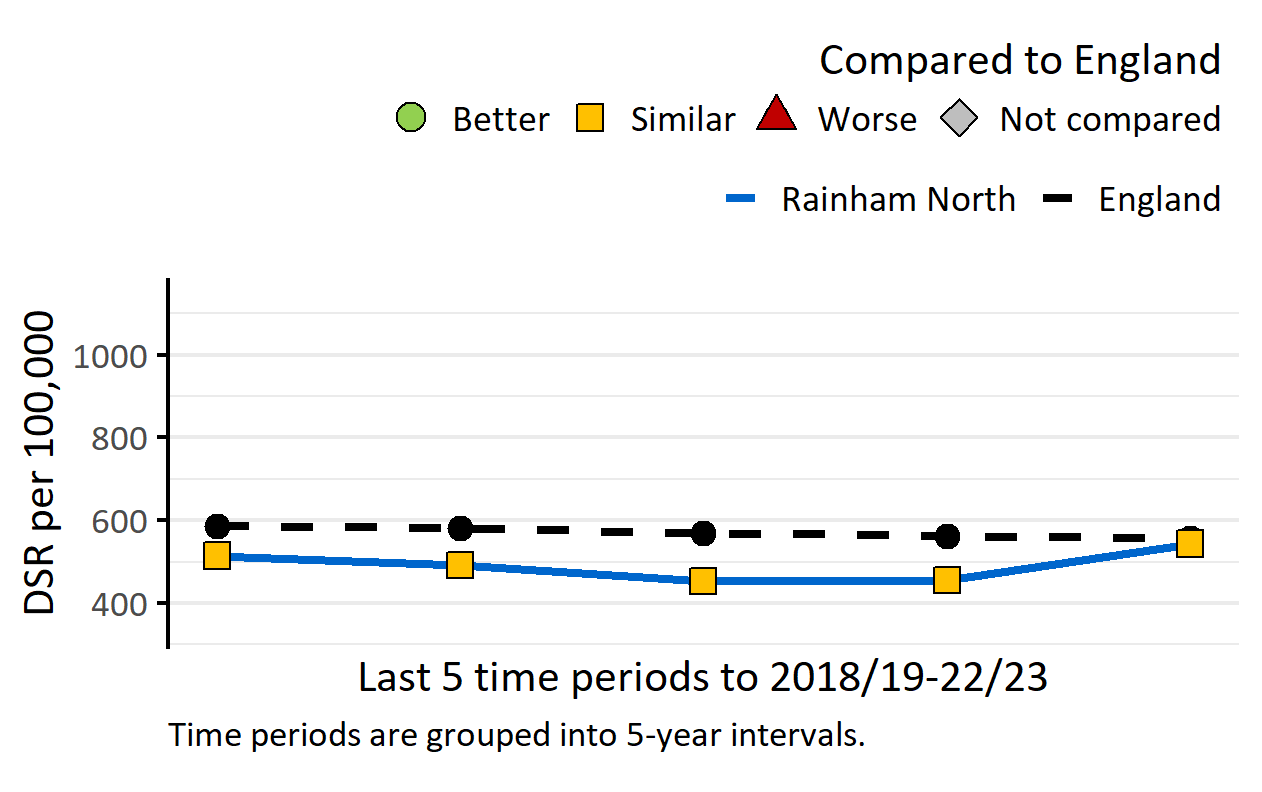 Compared to England
Better Similar Worse Not compared
Rainham North England
DSR per 100,000
1000
800
600
400
Last 5 time periods to 2018/19-22/23
Time periods are grouped into 5-year intervals.